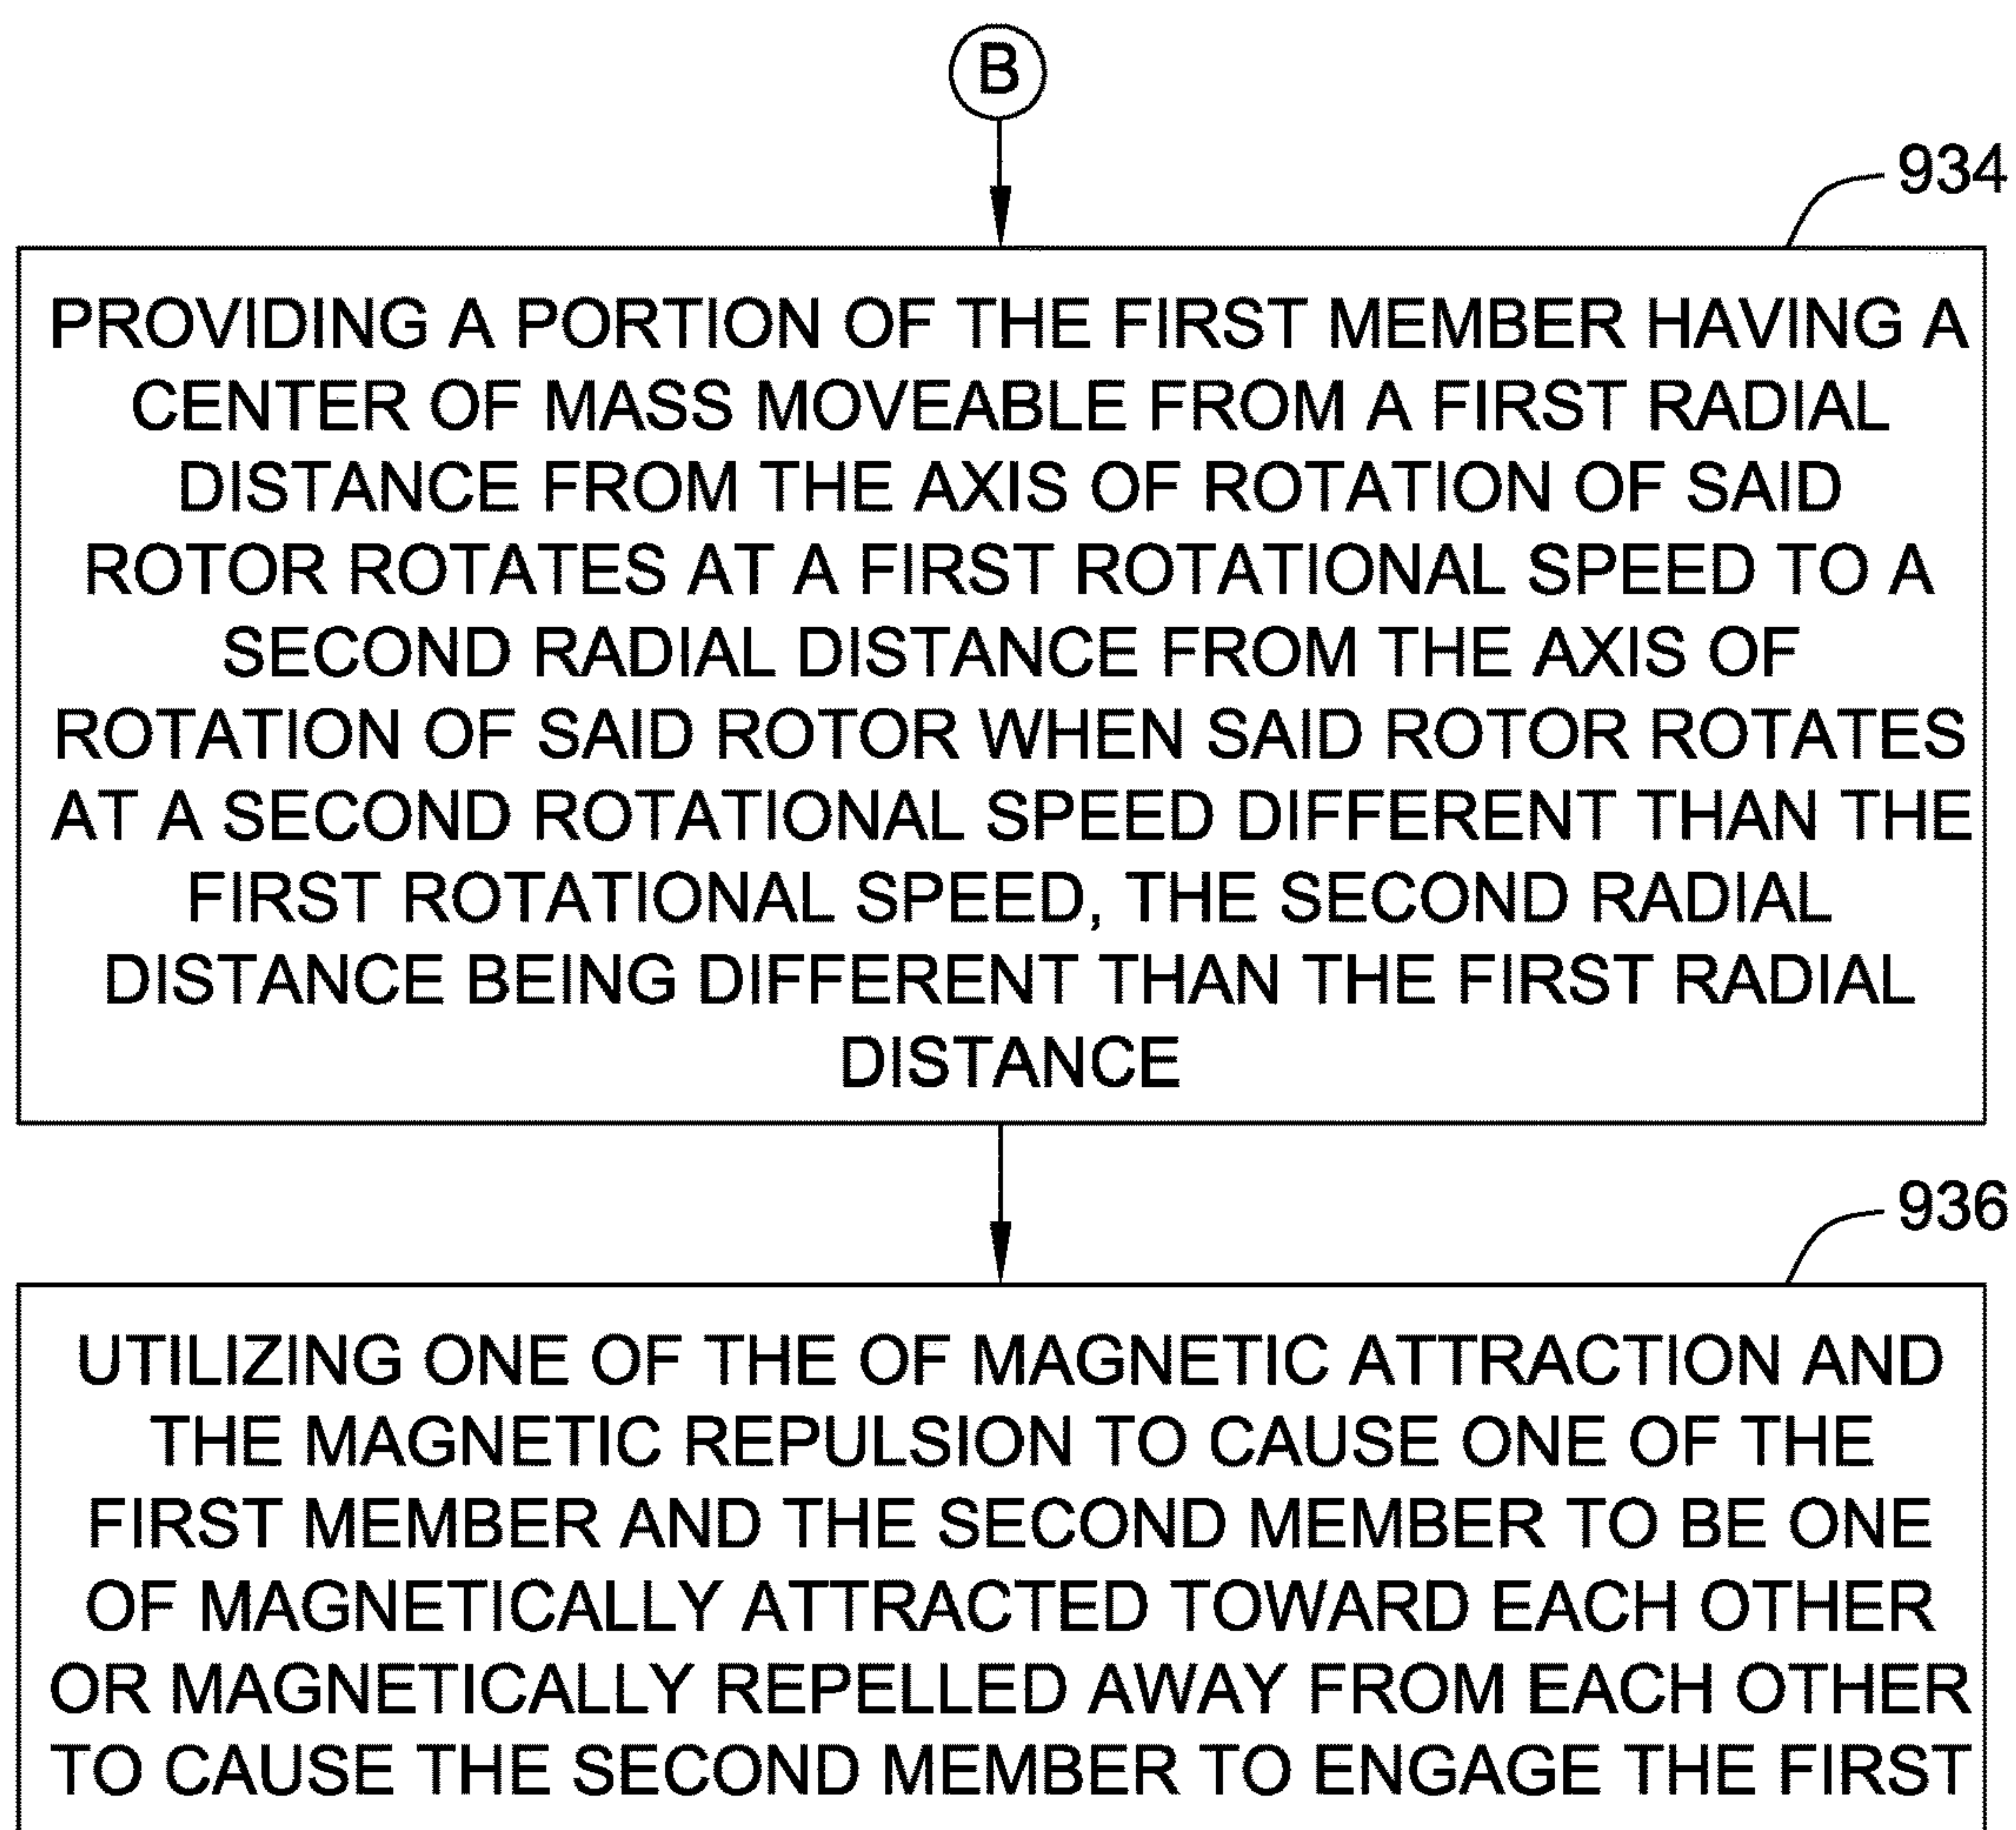 B
934
PROVIDING A PORTION OF THE FIRST MEMBER HAVING A
CENTER OF MASS MOVEABLE FROM A FIRST RADIAL
DISTANCE FROM THE AXIS OF ROTATION OF SAID
ROTOR ROTATES AT A FIRST ROTATIONAL SPEED TO A
SECOND RADIAL DISTANCE FROM THE AXIS OF
ROTATION OF SAID ROTOR WHEN SAID ROTOR ROTATES
AT A SECOND ROTATIONAL SPEED DIFFERENT THAN THE
FIRST ROTATIONAL SPEED, THE SECOND RADIAL
DISTANCE BEING DIFFERENT THAN THE FIRST RADIAL
DISTANCE
936
UTILIZING ONE OF THE OF MAGNETIC ATTRACTION AND
THE MAGNETIC REPULSION TO CAUSE ONE OF THE
FIRST MEMBER AND THE SECOND MEMBER TO BE ONE
OF MAGNETICALLY ATTRACTED TOWARD EACH OTHER
OR MAGNETICALLY REPELLED AWAY FROM EACH OTHER
TO CAUSE THE SECOND MEMBER TO ENGAGE THE FIRST